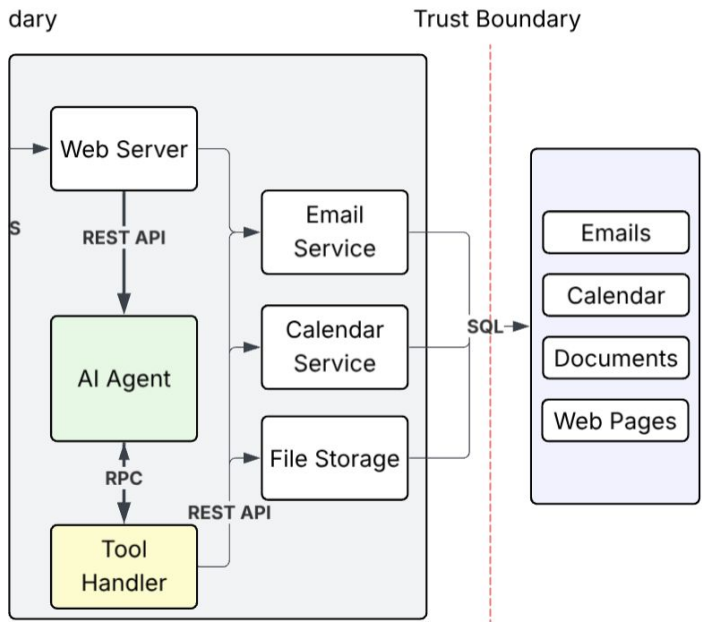 dary
Trust Boundary
Web Server
S
REST API
Email
Service
Calendar
Service
AI Agent
File Storage
RPC
REST API
Tool
Handler
SQL
Emails
Calendar
Documents
Web Pages